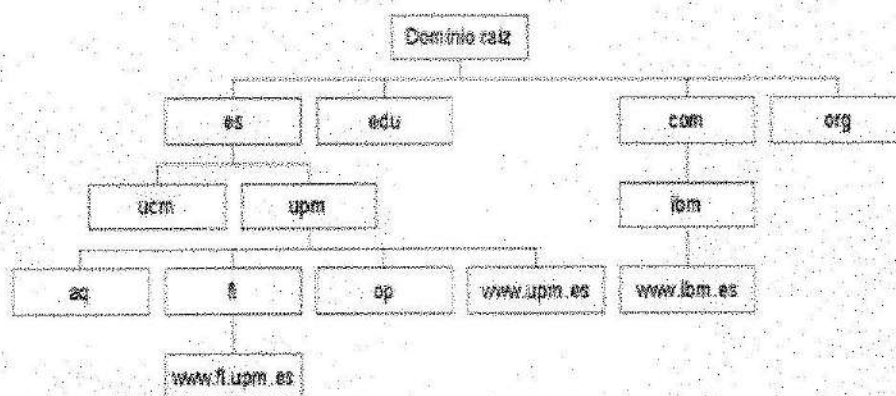 Dominio raiz
es
edu
com
org
ucm
upm
ibm
aq
fi
op
www.upm.es
www.ibm.es
www.fi.upm.es